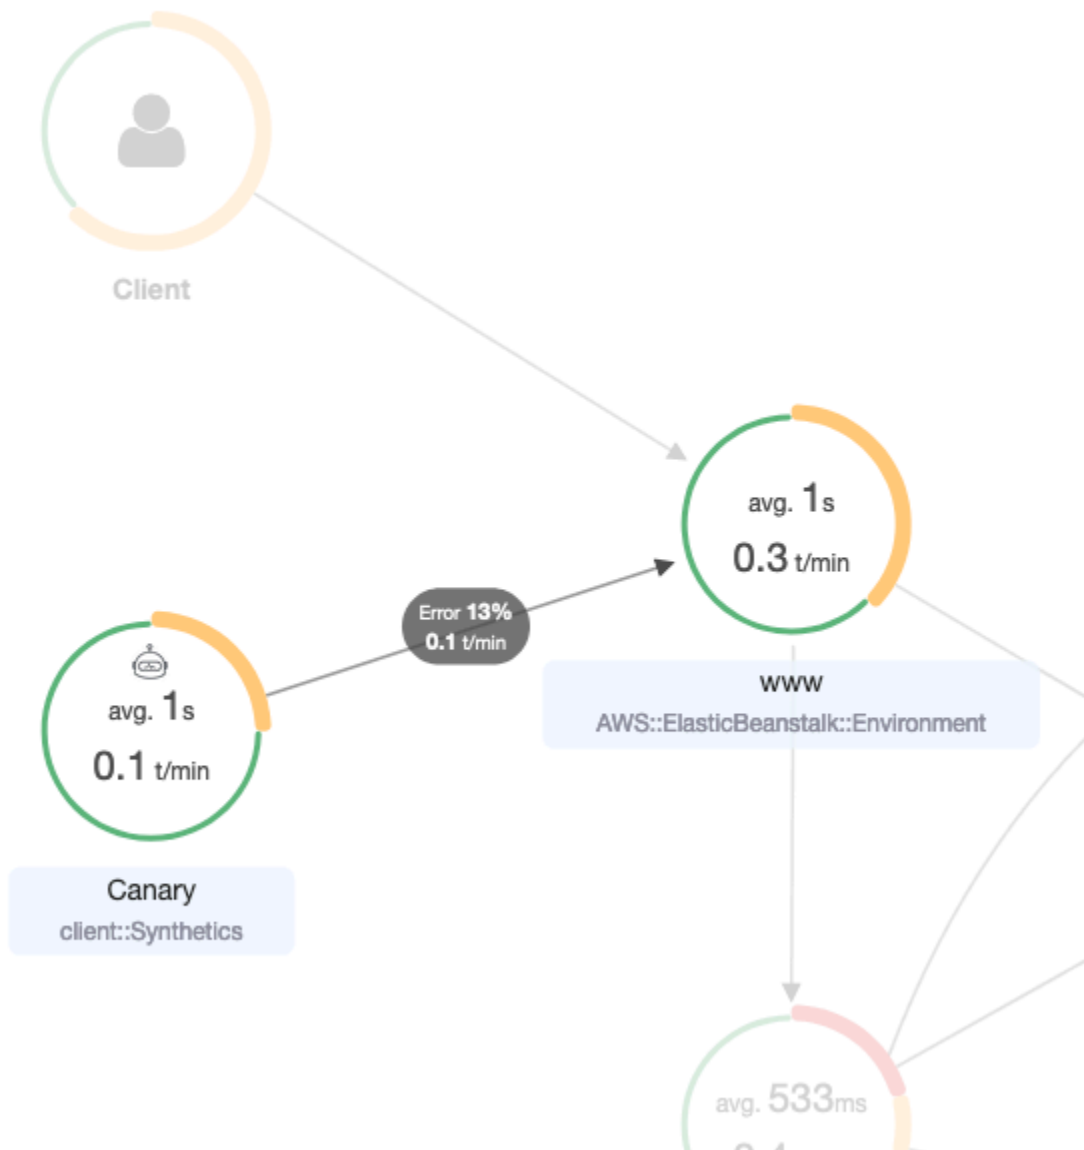 Client
avg. 1s
0.3 t/min
Error 13%
0.1 t/min
www
AWS::ElasticBeanstalk::Environment
avg. 1s
0.1 t/min
Canary
client::Synthetics
avg. 533ms